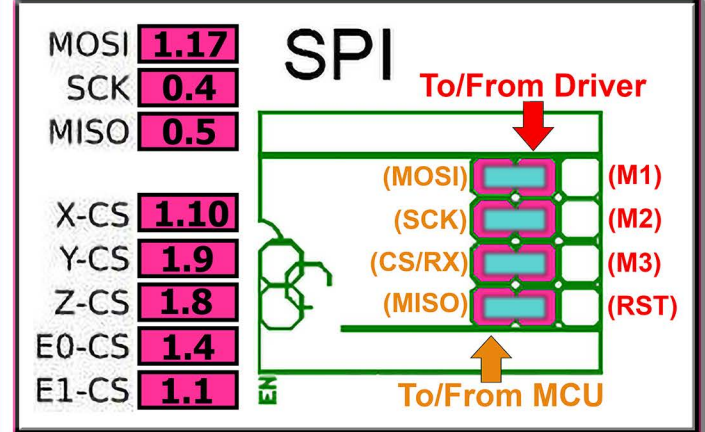 SPI
MOSI 1.17
SCK 0.4
MISO 0.5
X-CS 1.10
Y-CS 1.9
Z-CS 1.8
E0-CS 1.4
E1-CS 1.1
To/From Driver
(MOSI) (M1)
(SCK) (M2)
(CS/RX) (M3)
(MISO) (RST)
EN
To/From MCU